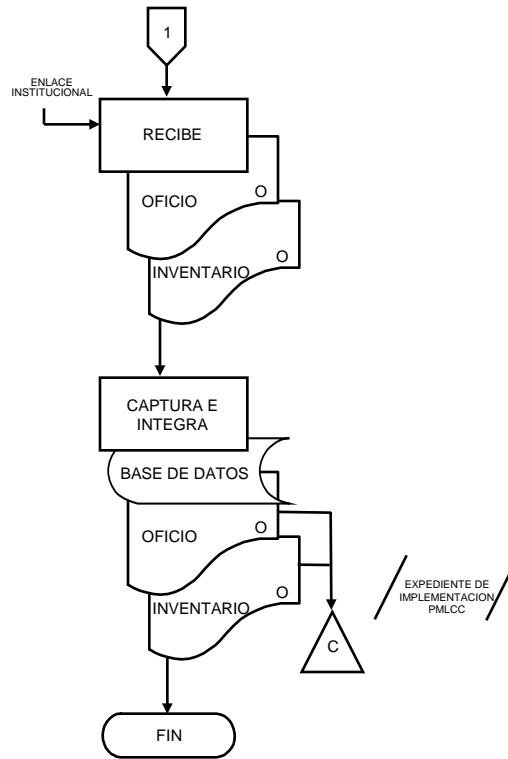 1
ENLACE
INSTITUCIONAL
RECIBE
OFICIO
O
INVENTARIO
O
CAPTURA E
INTEGRA
BASE DE DATOS
OFICIO
O
INVENTARIO
O
EXPEDIENTE DE
IMPLEMENTACION
PMLCC
C
FIN